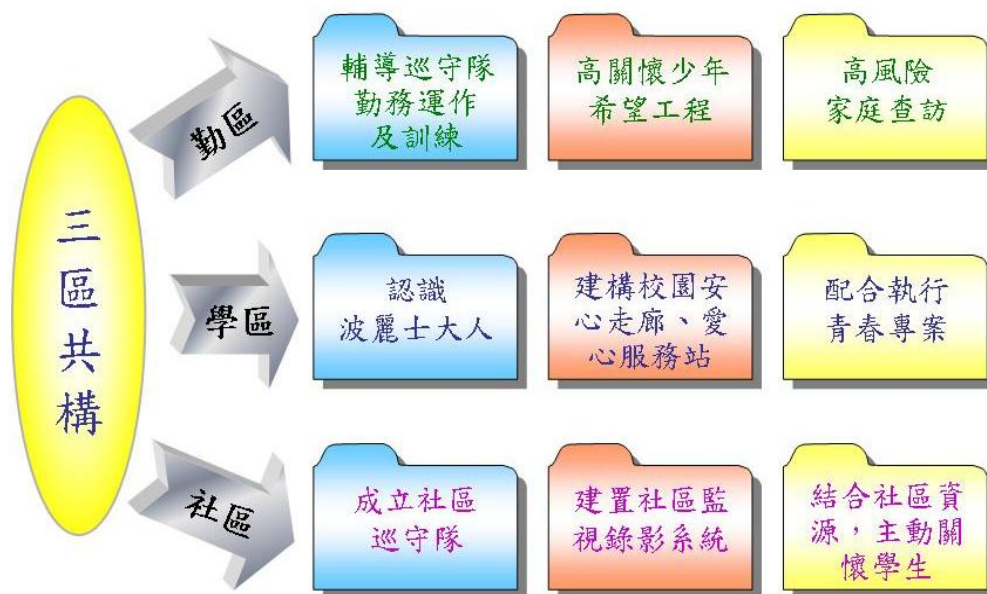 三區共構
勤區
輔導巡守隊
勤務運作
及訓練
高關懷少年
希望工程
高風險
家庭查訪
學區
認識
波麗士大人
建構校園安
心走廊、愛
心服務站
配合執行
青春專案
社區
成立社區
巡守隊
建置社區監
視錄影系統
結合社區資
源，主動關
懷學生